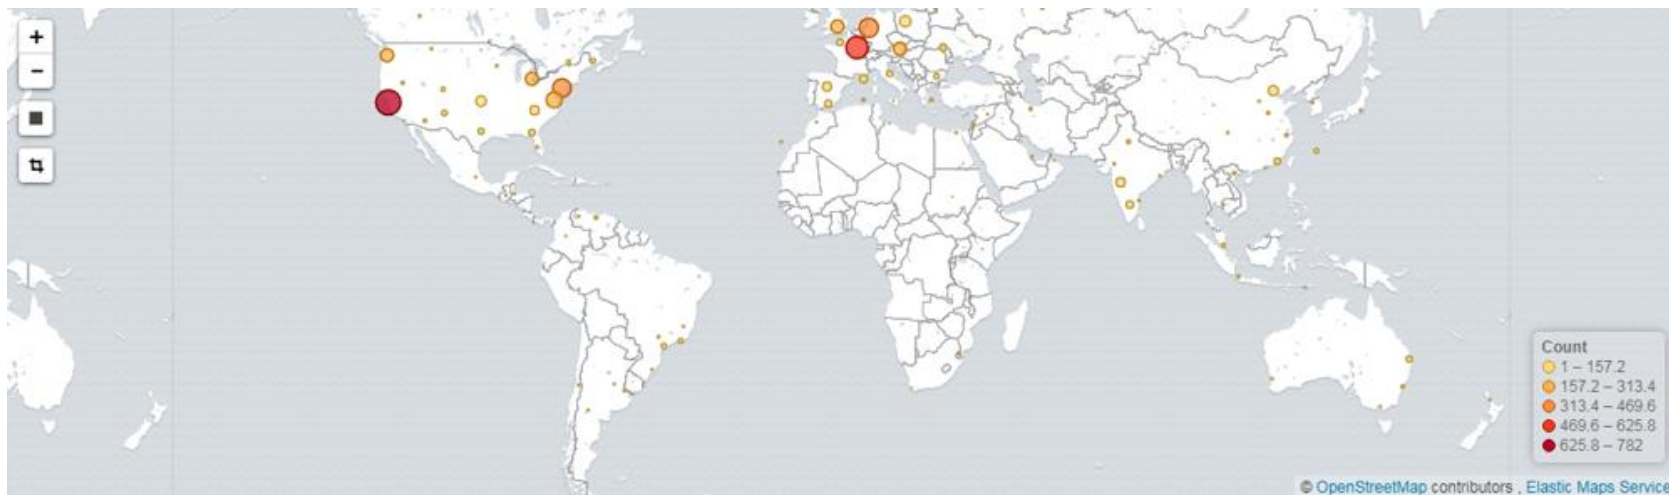 +
−
Count
1 – 157.2
157.2 – 313.4
313.4 – 469.6
469.6 – 625.8
625.8 – 782
© OpenStreetMap contributors , Elastic Maps Service